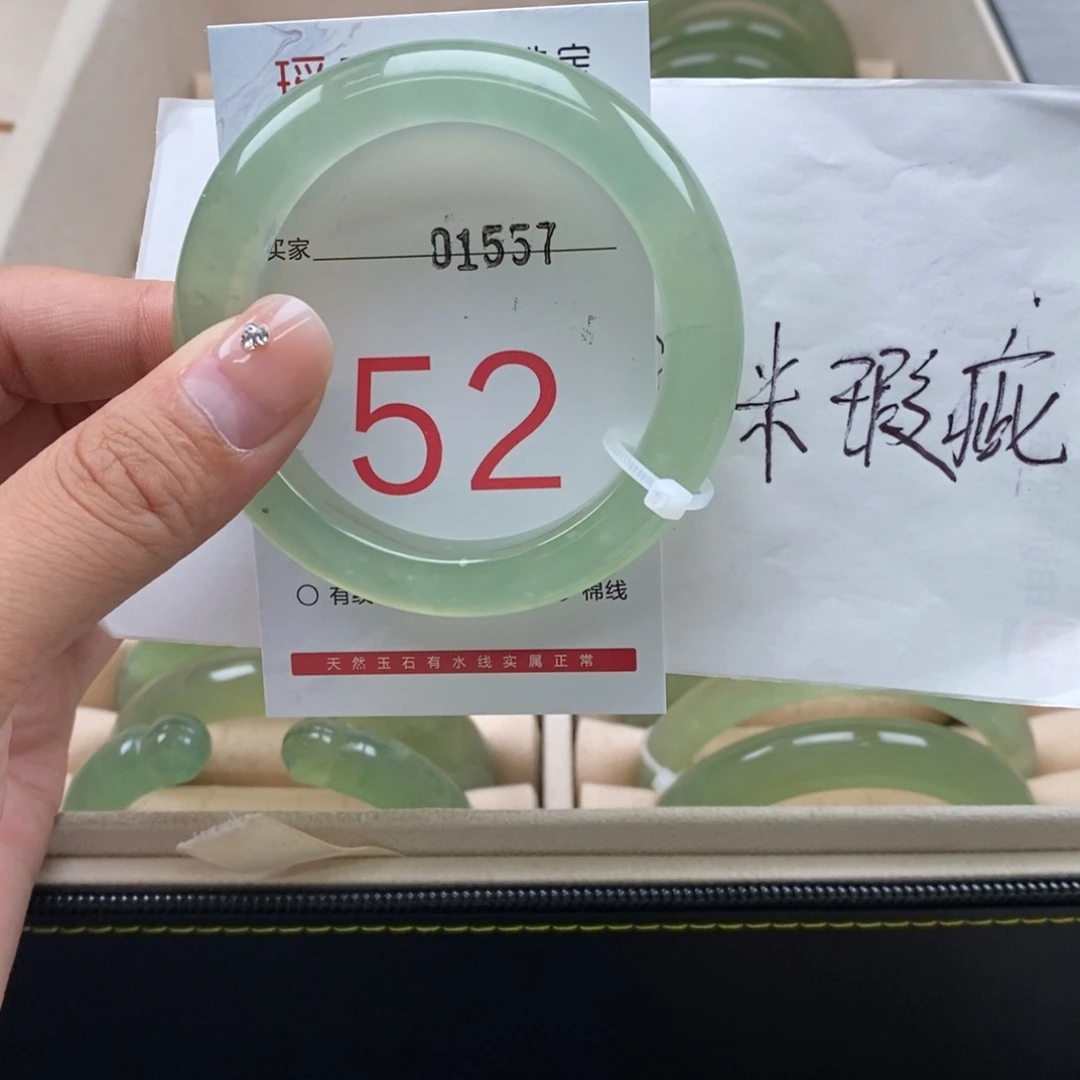 买家 01557
52
米瑕疵
有纹
棉线
天然玉石有水线实属正常